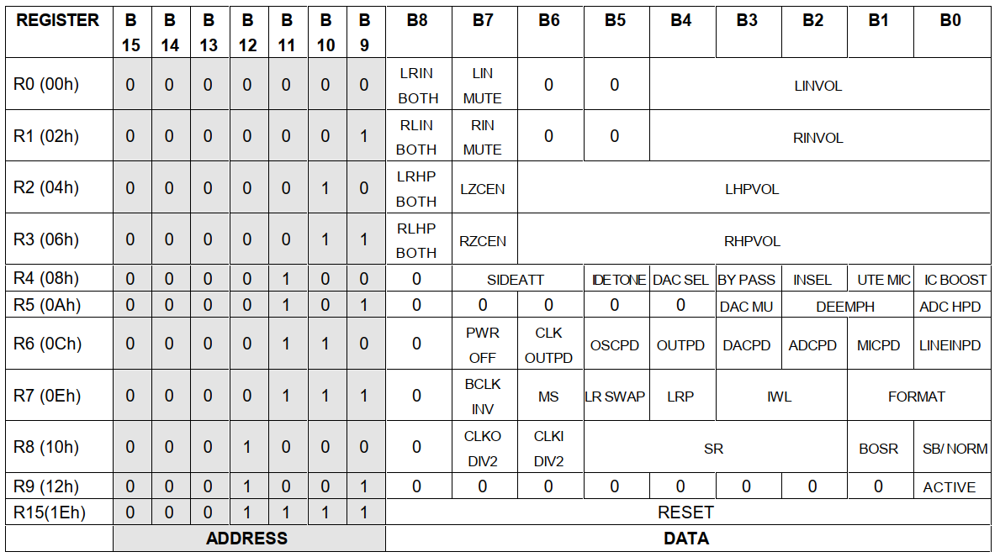 REGISTER B 15 B 14 B 13 B 12 B 11 B 10 B 9 B8 B7 B6 B5 B4 B3 B2 B1 B0
R0 (00h) 0 0 0 0 0 0 0 LRIN BOTH LIN MUTE 0 0 LINVOL
R1 (02h) 0 0 0 0 0 0 1 RLIN BOTH RIN MUTE 0 0 RINVOL
R2 (04h) 0 0 0 0 0 1 0 LRHP BOTH LZCEN LHPVOL
R3 (06h) 0 0 0 0 0 1 1 RLHP BOTH RZCEN RHPVOL
R4 (08h) 0 0 0 0 1 0 0 0 SIDEATT IDETONE DAC SEL BY PASS INSEL UTE MIC IC BOOST
R5 (0Ah) 0 0 0 0 1 0 1 0 0 0 0 0 DAC MU DEEMPH ADC HPD
R6 (0Ch) 0 0 0 0 1 1 0 0 PWR OFF CLK OUTPD OSCPD OUTPD DACPD ADCPD MICPD LINEINPD
R7 (0Eh) 0 0 0 0 1 1 1 0 BCLK INV MS LR SWAP LRP IWL FORMAT
R8 (10h) 0 0 0 1 0 0 0 0 CLKO DIV2 CLKI DIV2 SR BOSR SB/NORM
R9 (12h) 0 0 0 1 0 0 1 0 0 0 0 0 0 0 0 ACTIVE
R15(1Eh) 0 0 0 1 1 1 1 RESET
ADDRESS DATA